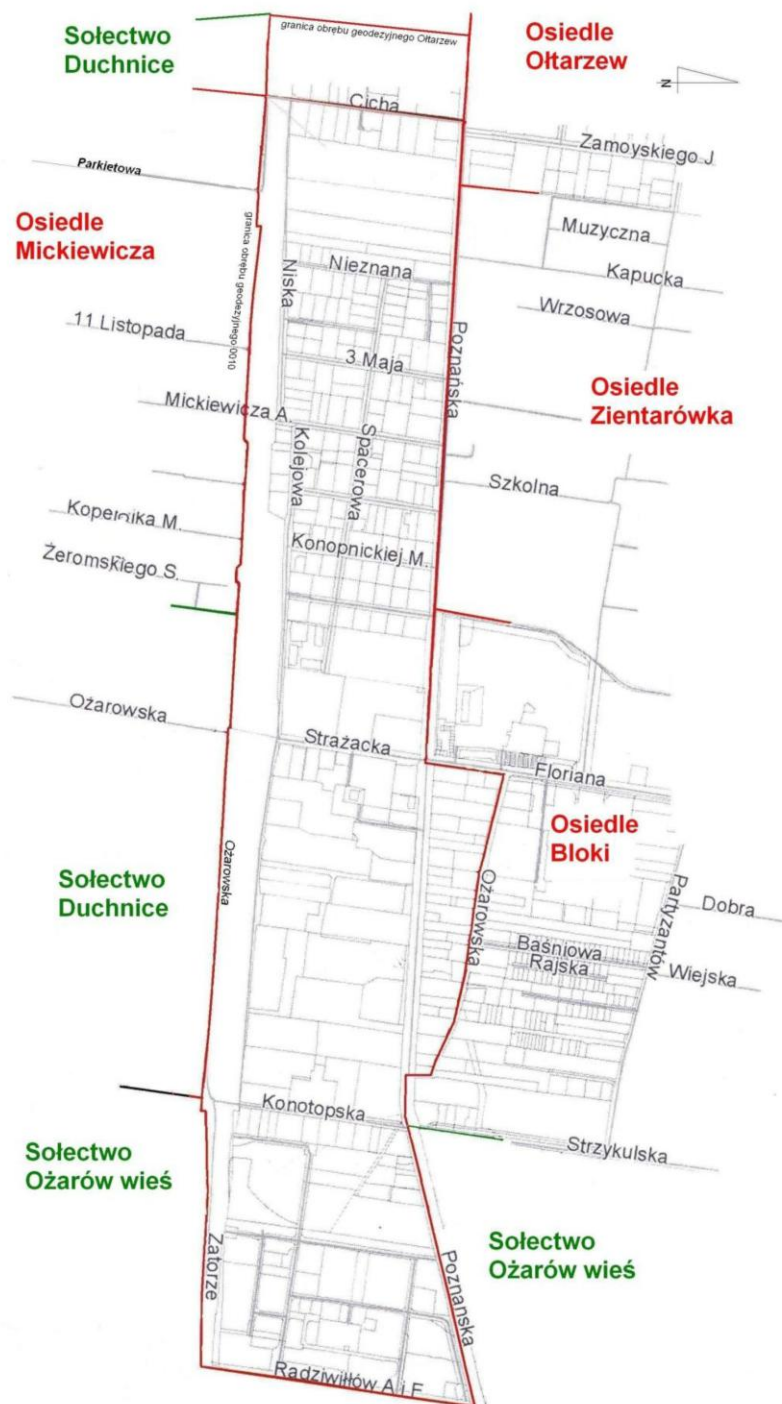 Sołectwo
Duchnice
granica obrębu geodezyjnego Ołtarzew
Osiedle
Ołtarzew
N
Cicha
Zamoyskiego J
Parkietowa
Osiedle
Mickiewicza
granica obrębu geodezyjnego 0010
Niska
Nieznana
Muzyczna
Kapucka
Wrzosowa
11 Listopada
3 Maja
Poznańska
Osiedle
Zientarówka
Mickiewicza A.
Kolejowa
Spacerowa
Szkolna
Kopernika M.
Konopnickiej M.
Żeromskiego S.
Ożarowska
Strażacka
Floriana
Osiedle
Bloki
Ożarowska
Sołectwo
Duchnice
Ożarowska
Partyzantów
Dobra
Baśniowa
Rajska
Wiejska
Konotopska
Strzykulska
Sołectwo
Ożarów wieś
Sołectwo
Ożarów wieś
Zatorze
Poznańska
Radziwiłłów A i F